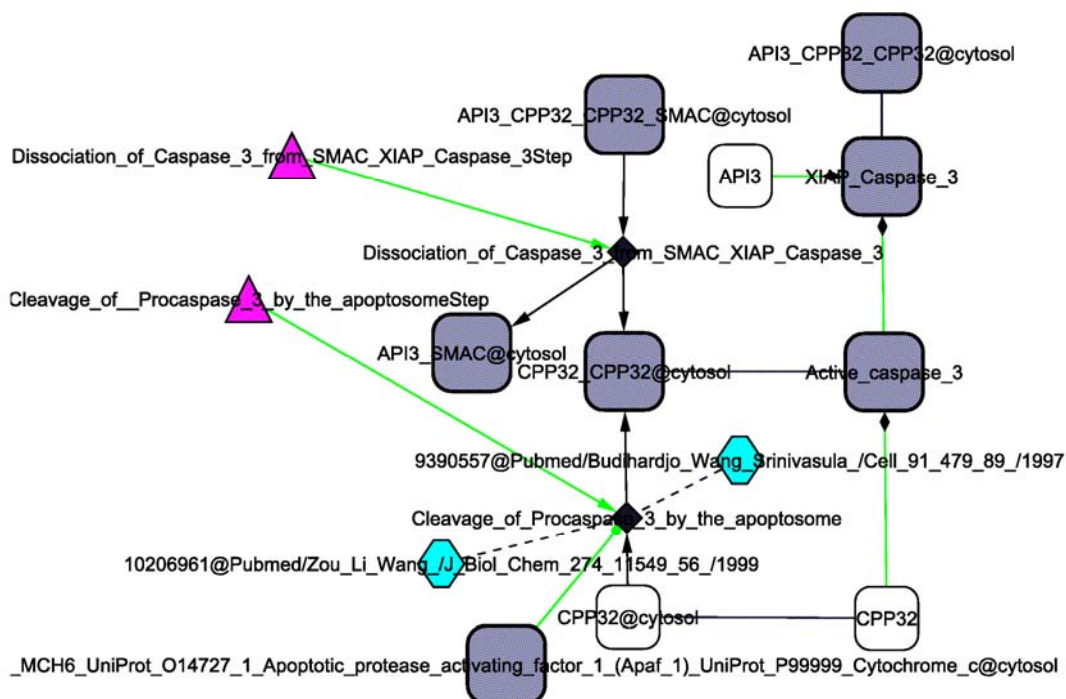 API3_CPP32_CPP32@cytosol
API3_CPP32_CPP32_SMAC@cytosol
Dissociation_of_Caspase_3_from_SMAC_XIAP_Caspase_3Step
API3
XIAP_Caspase_3
Dissociation_of_Caspase_3_from_SMAC_XIAP_Caspase_3
Cleavage_of__Procaspase_3_by_the_apoptosomeStep
API3_SMAC@cytosol
CPP32_CPP32@cytosol
Active_caspase_3
9390557@Pubmed/Budihardjo_Wang_Srinivasula_/Cell_91_479_89_/1997
Cleavage_of_Procaspase_3_by_the_apoptosome
10206961@Pubmed/Zou_Li_Wang_/J_Biol_Chem_274_11549_56_/1999
CPP32@cytosol
CPP32
_MCH6_UniProt_O14727_1_Apoptotic_protease_activating_factor_1_(Apaf_1)_UniProt_P99999_Cytochrome_c@cytosol